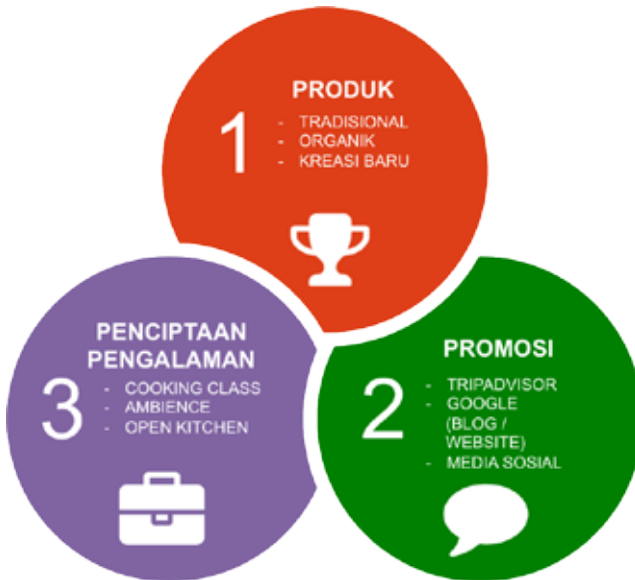 PRODUK
1
- TRADISIONAL
- ORGANIK
- KREASI BARU
PROMOSI
2
- TRIPADVISOR
- GOOGLE
(BLOG /
WEBSITE)
- MEDIA SOSIAL
PENCIPTAAN
PENGALAMAN
3
- COOKING CLASS
- AMBIENCE
- OPEN KITCHEN